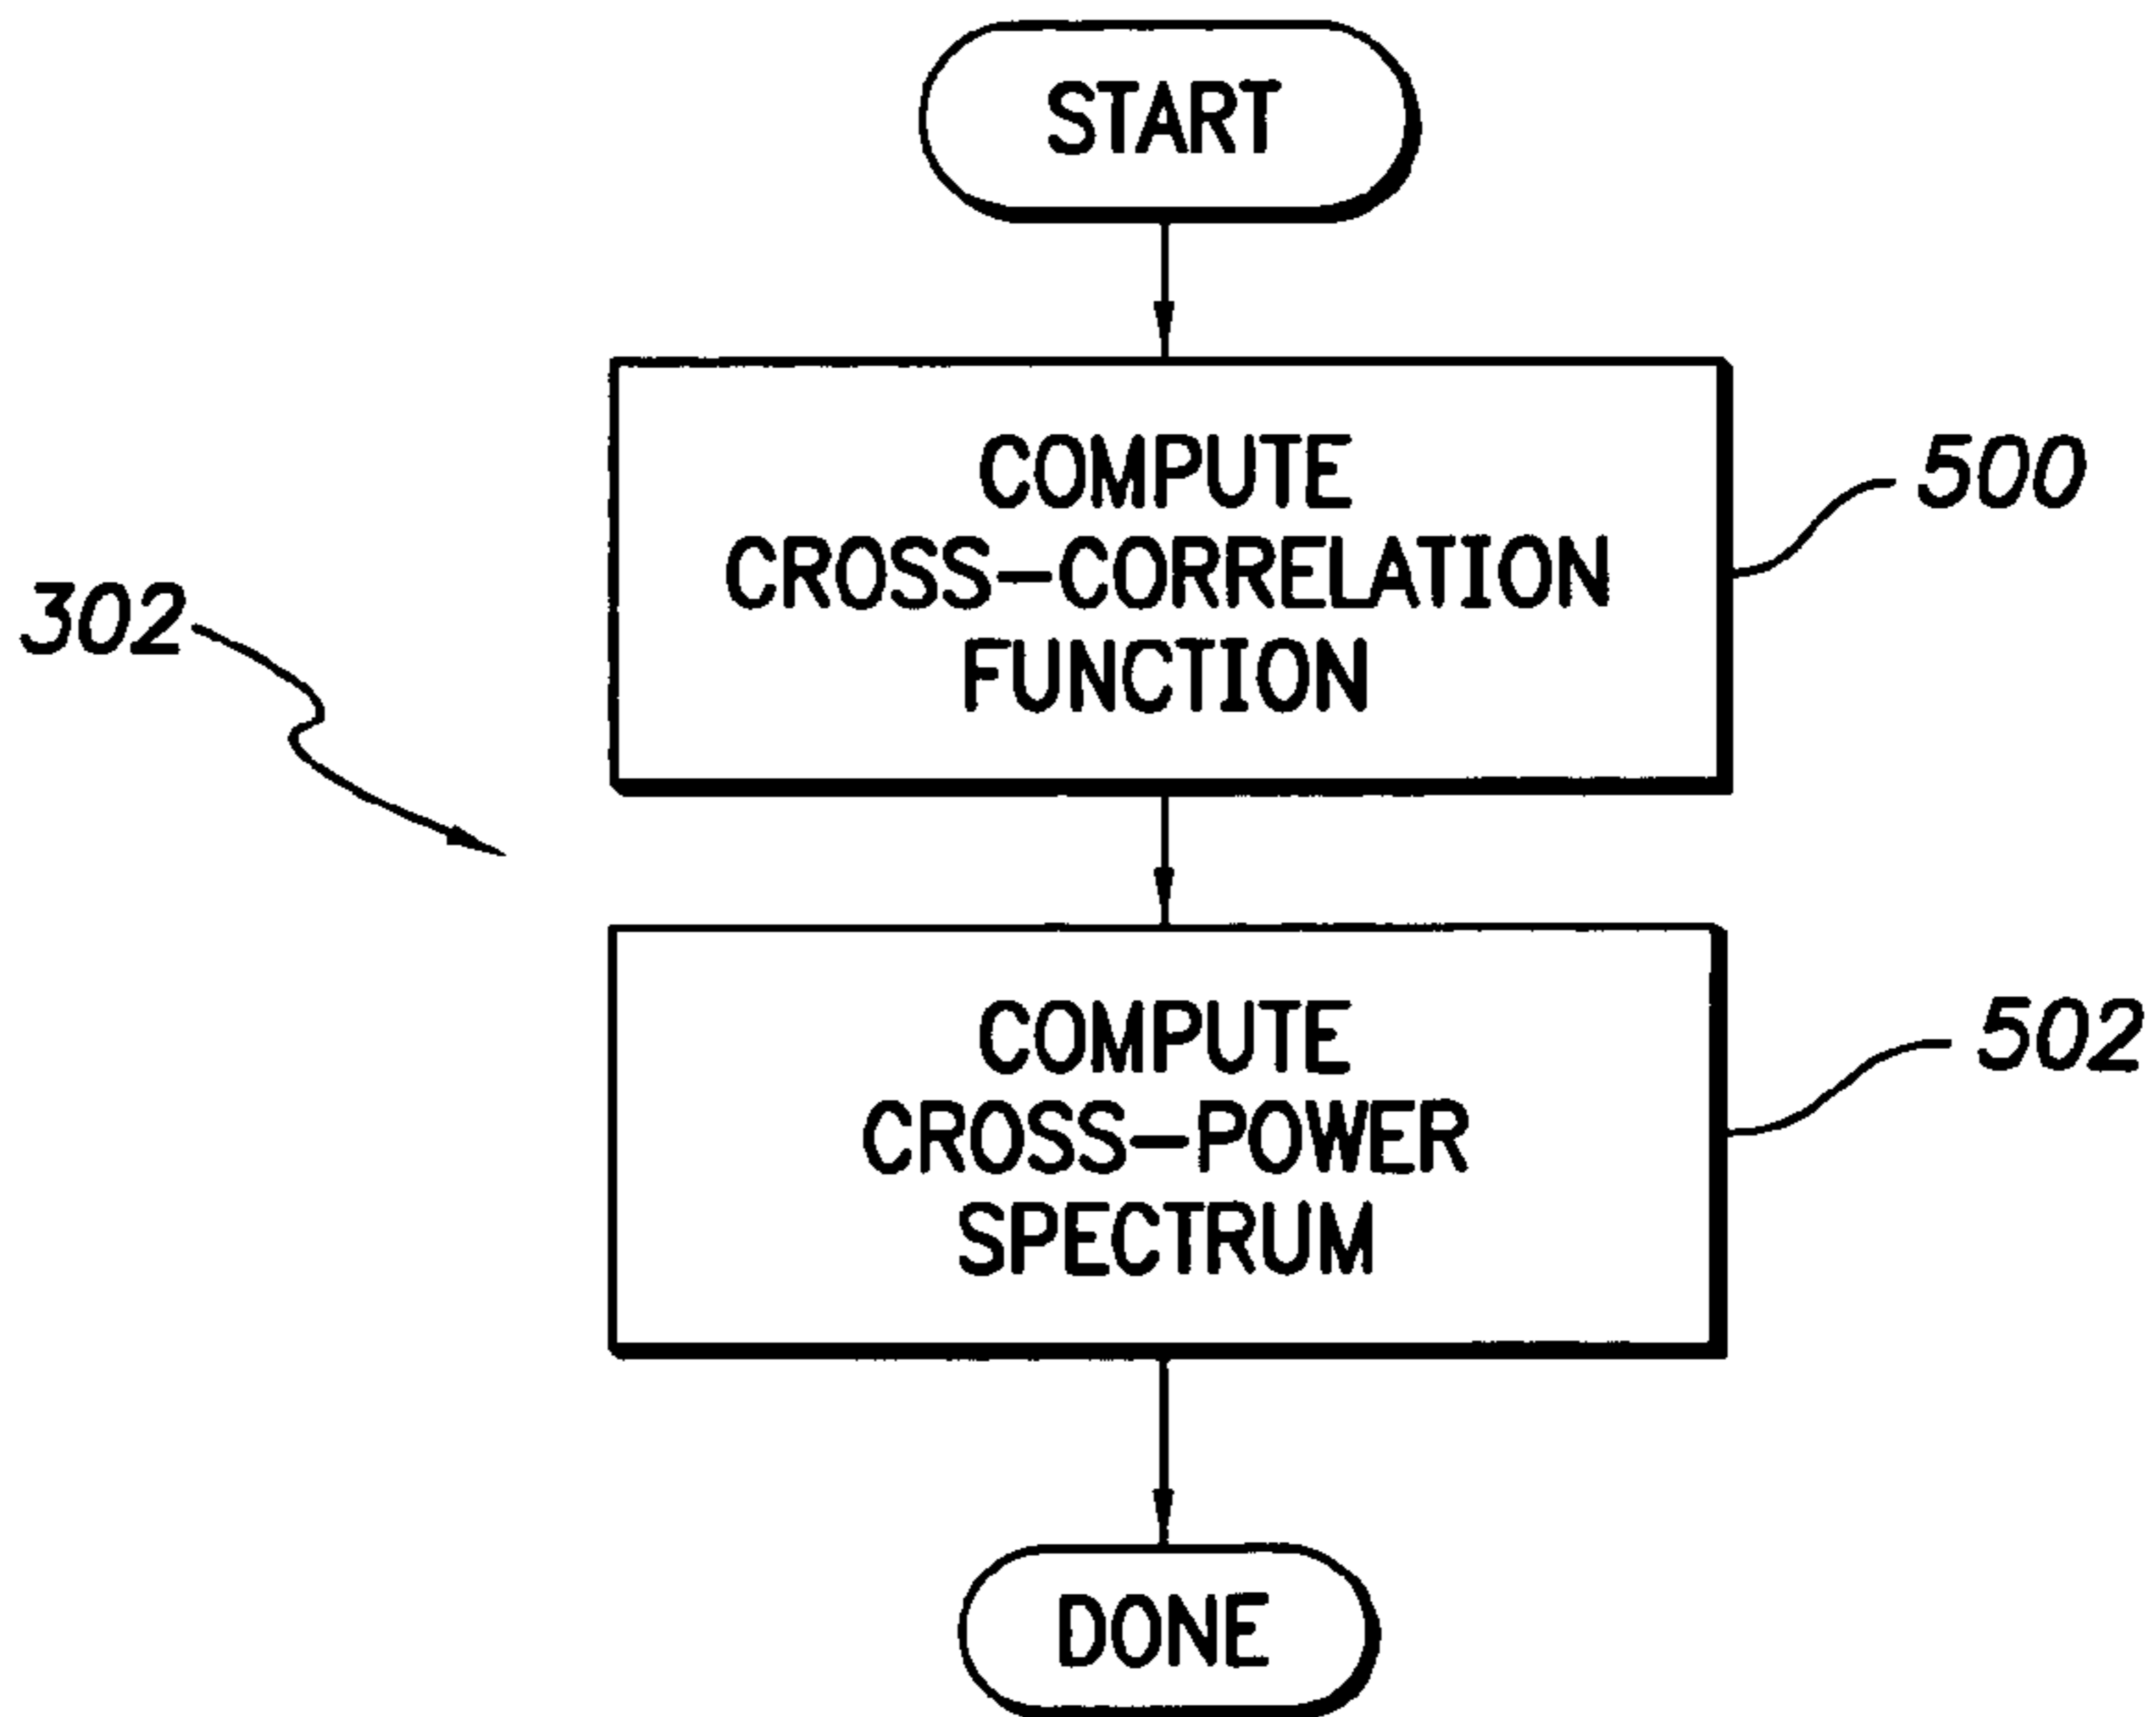 START
COMPUTE
CROSS-CORRELATION
FUNCTION
500
302
COMPUTE
CROSS-POWER
SPECTRUM
502
DONE